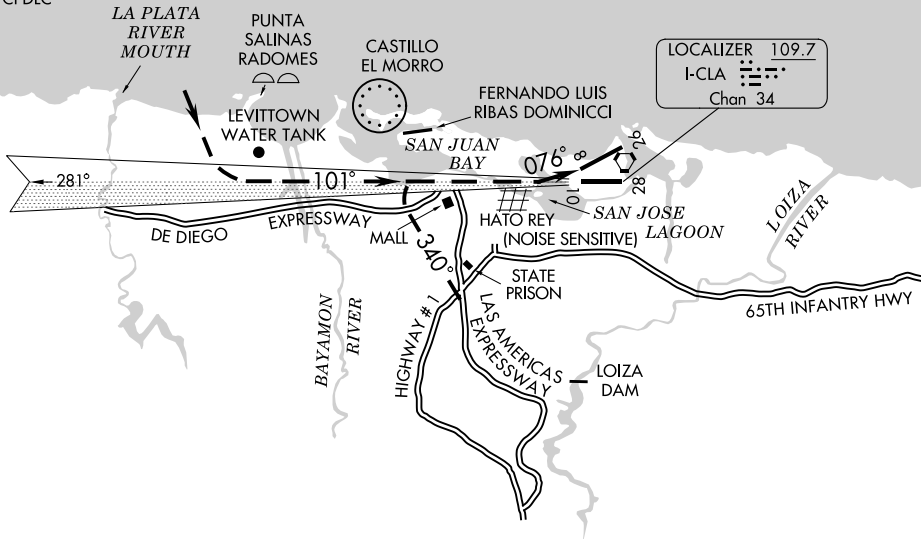 LA PLATA
RIVER
MOUTH
PUNTA
SALINAS
RADOMES
CASTILLO
EL MORRO
LOCALIZER 109.7
I-CLA
Chan 34
FERNANDO LUIS
RIBAS DOMINICCI
LEVITTOWN
WATER TANK
SAN JUAN
BAY
076°
8
26
281°
101°
10
28
DE DIEGO
EXPRESSWAY
MALL
HATO REY
(NOISE SENSITIVE)
SAN JOSE
LAGOON
LOIZA
RIVER
340°
STATE
PRISON
65TH INFANTRY HWY
BAYAMON
RIVER
HIGHWAY # 1
LAS AMERICAS
EXPRESSWAY
LOIZA
DAM